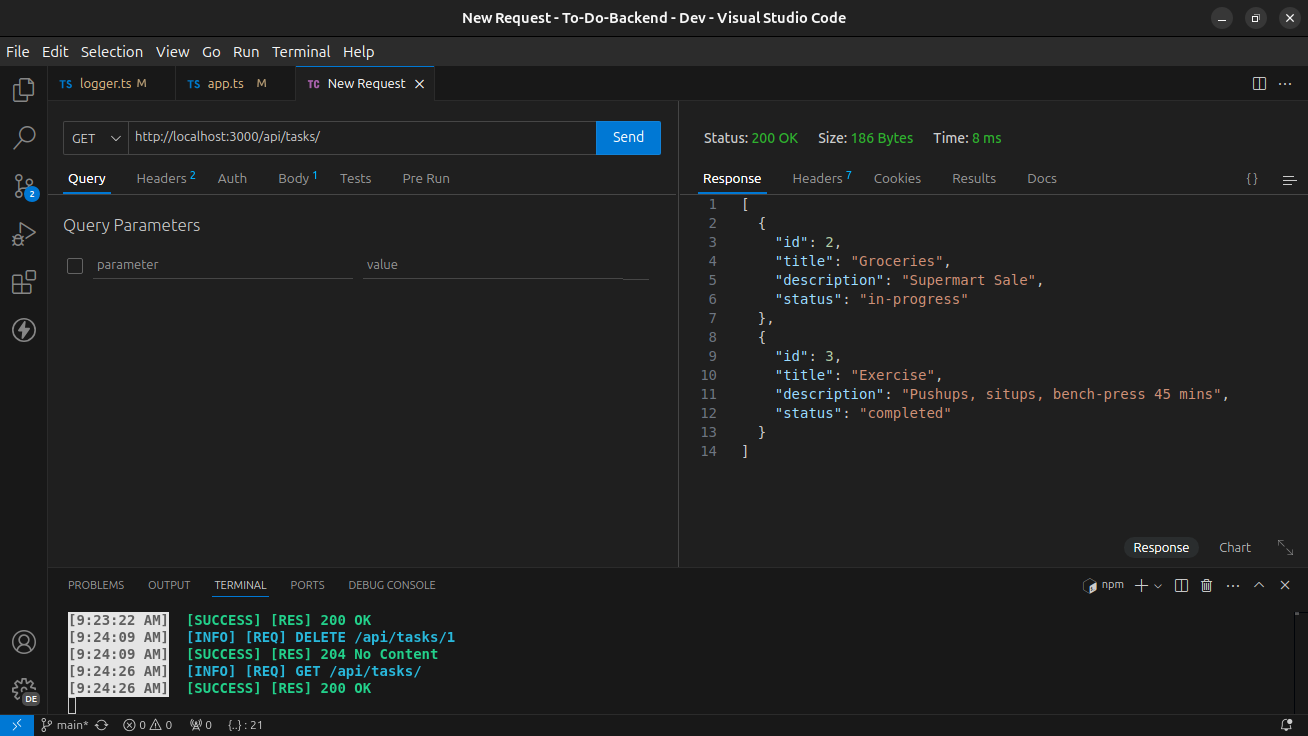 New Request - To-Do-Backend - Dev - Visual Studio Code
File Edit Selection View Go Run Terminal Help
TS logger.ts M TS app.ts M TC New Request
GET http://localhost:3000/api/tasks/ Send
Query Headers 2 Auth Body 1 Tests Pre Run
Query Parameters
parameter value
Status: 200 OK Size: 186 Bytes Time: 8 ms
Response Headers 7 Cookies Results Docs {}
1 [
2 {
3 "id": 2,
4 "title": "Groceries",
5 "description": "Supermart Sale",
6 "status": "in-progress"
7 },
8 {
9 "id": 3,
10 "title": "Exercise",
11 "description": "Pushups, situps, bench-press 45 mins",
12 "status": "completed"
13 }
14 ]
Response Chart
2
PROBLEMS OUTPUT TERMINAL PORTS DEBUG CONSOLE npm
[9:23:22 AM] [SUCCESS] [RES] 200 OK
[9:24:09 AM] [INFO] [REQ] DELETE /api/tasks/1
[9:24:09 AM] [SUCCESS] [RES] 204 No Content
[9:24:26 AM] [INFO] [REQ] GET /api/tasks/
[9:24:26 AM] [SUCCESS] [RES] 200 OK
DE
main* 0 0 0 {..} : 21